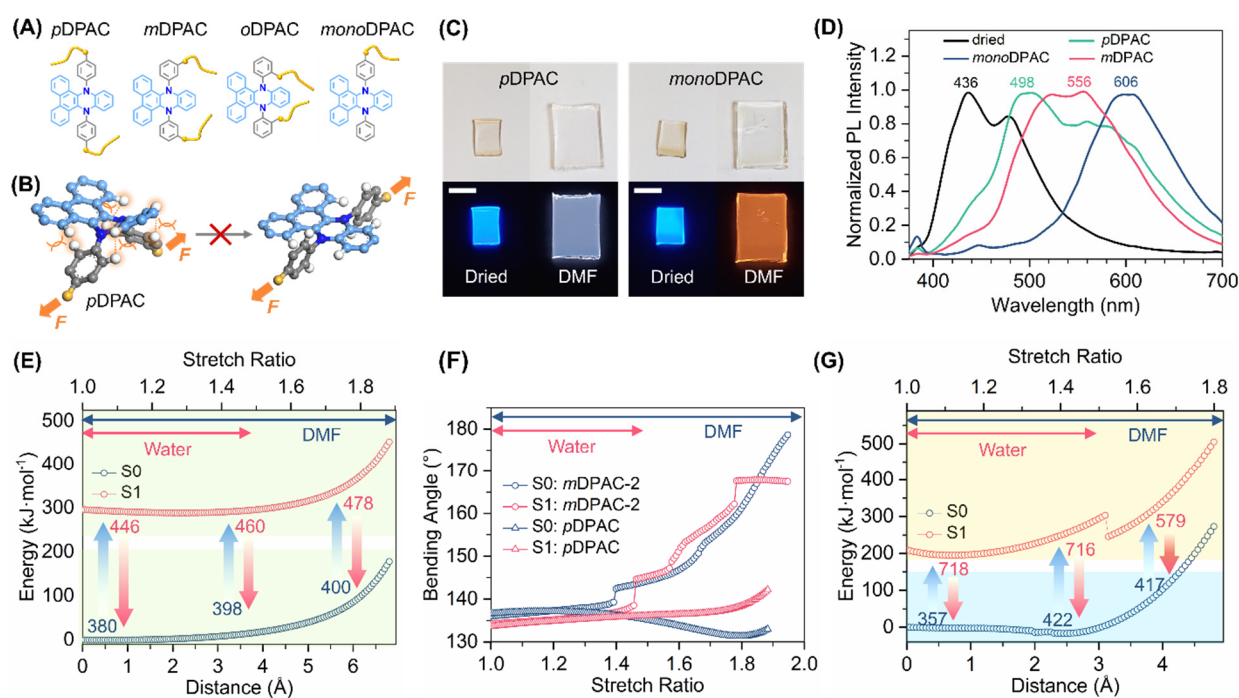 (A)
pDPAC mDPAC oDPAC monoDPAC
N N N N
N N N N
(B)
F
F
pDPAC
F
F
(C)
pDPAC monoDPAC
Dried DMF Dried DMF
(D)
dried pDPAC
monoDPAC mDPAC
436 498 556 606
Normalized PL Intensity
1.2
1.0
0.8
0.6
0.4
0.2
0.0
400 500 600 700
Wavelength (nm)
(E)
Stretch Ratio
1.0 1.2 1.4 1.6 1.8
DMF
Water
S0
S1
446 460 478
380 398 400
Energy (kJ·mol⁻¹)
500
400
300
200
100
0
0 1 2 3 4 5 6
Distance (Å)
(F)
DMF
Water
S0: mDPAC-2
S1: mDPAC-2
S0: pDPAC
S1: pDPAC
Bending Angle (°)
180
170
160
150
140
130
1.0 1.2 1.4 1.6 1.8 2.0
Stretch Ratio
(G)
Stretch Ratio
1.0 1.2 1.4 1.6 1.8
DMF
Water
S0
S1
718 716 579
357 422 417
Energy (kJ·mol⁻¹)
500
400
300
200
100
0
0 1 2 3 4
Distance (Å)